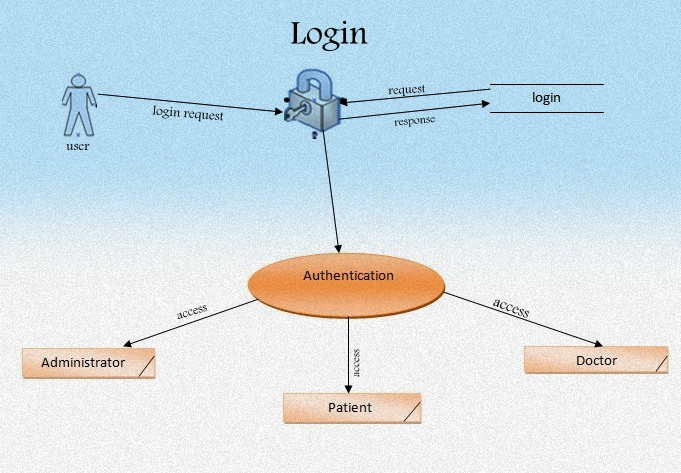 Login
request
login
login request
response
user
Authentication
access
access
access
Administrator
Doctor
Patient